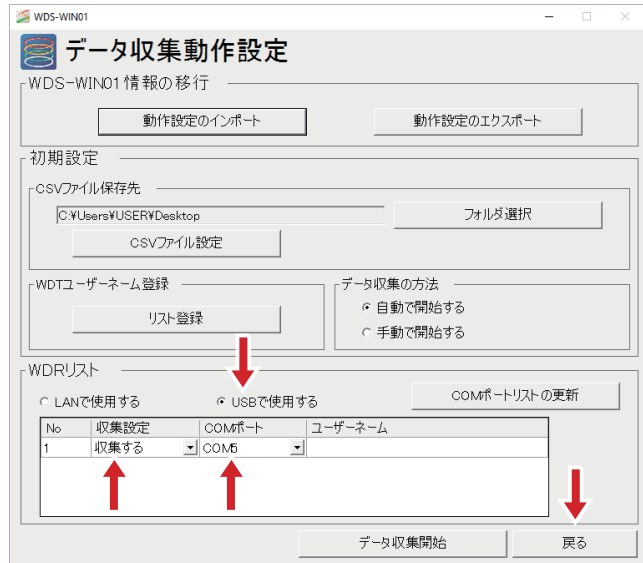 WDS-WIN01
データ収集動作設定
WDS-WIN01情報の移行
動作設定のインポート 動作設定のエクスポート
初期設定
CSVファイル保存先
C:¥Users¥USER¥Desktop フォルダ選択
CSVファイル設定
WDTユーザーネーム登録 データ収集の方法
リスト登録 自動で開始する
手動で開始する
WDRリスト
LANで使用する USBで使用する COMポートリストの更新
No 収集設定 COMポート ユーザーネーム
1 収集する COM5
データ収集開始 戻る